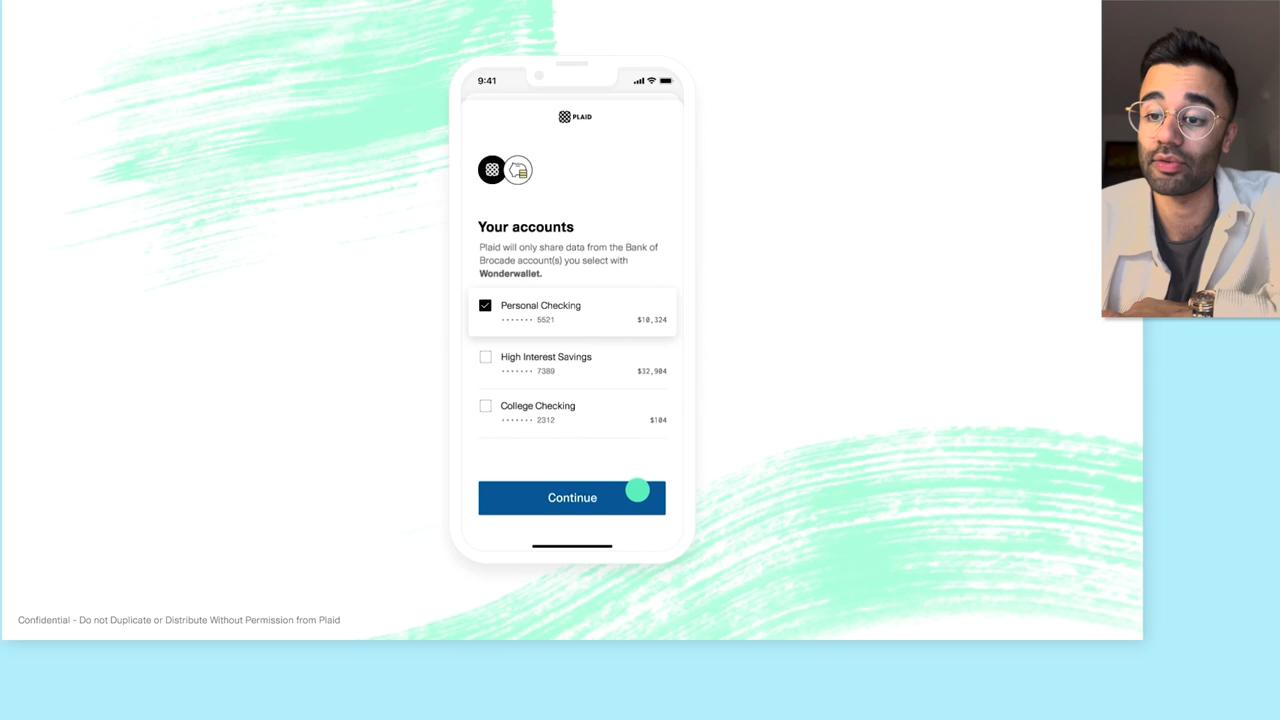 9:41
PLAID
Your accounts
Plaid will only share data from the Bank of
Brocade account(s) you select with
Wonderwallet.
Personal Checking
······· 5521 $10,324
High Interest Savings
······· 7389 $32,904
College Checking
······· 2312 $104
Continue
Confidential - Do not Duplicate or Distribute Without Permission from Plaid